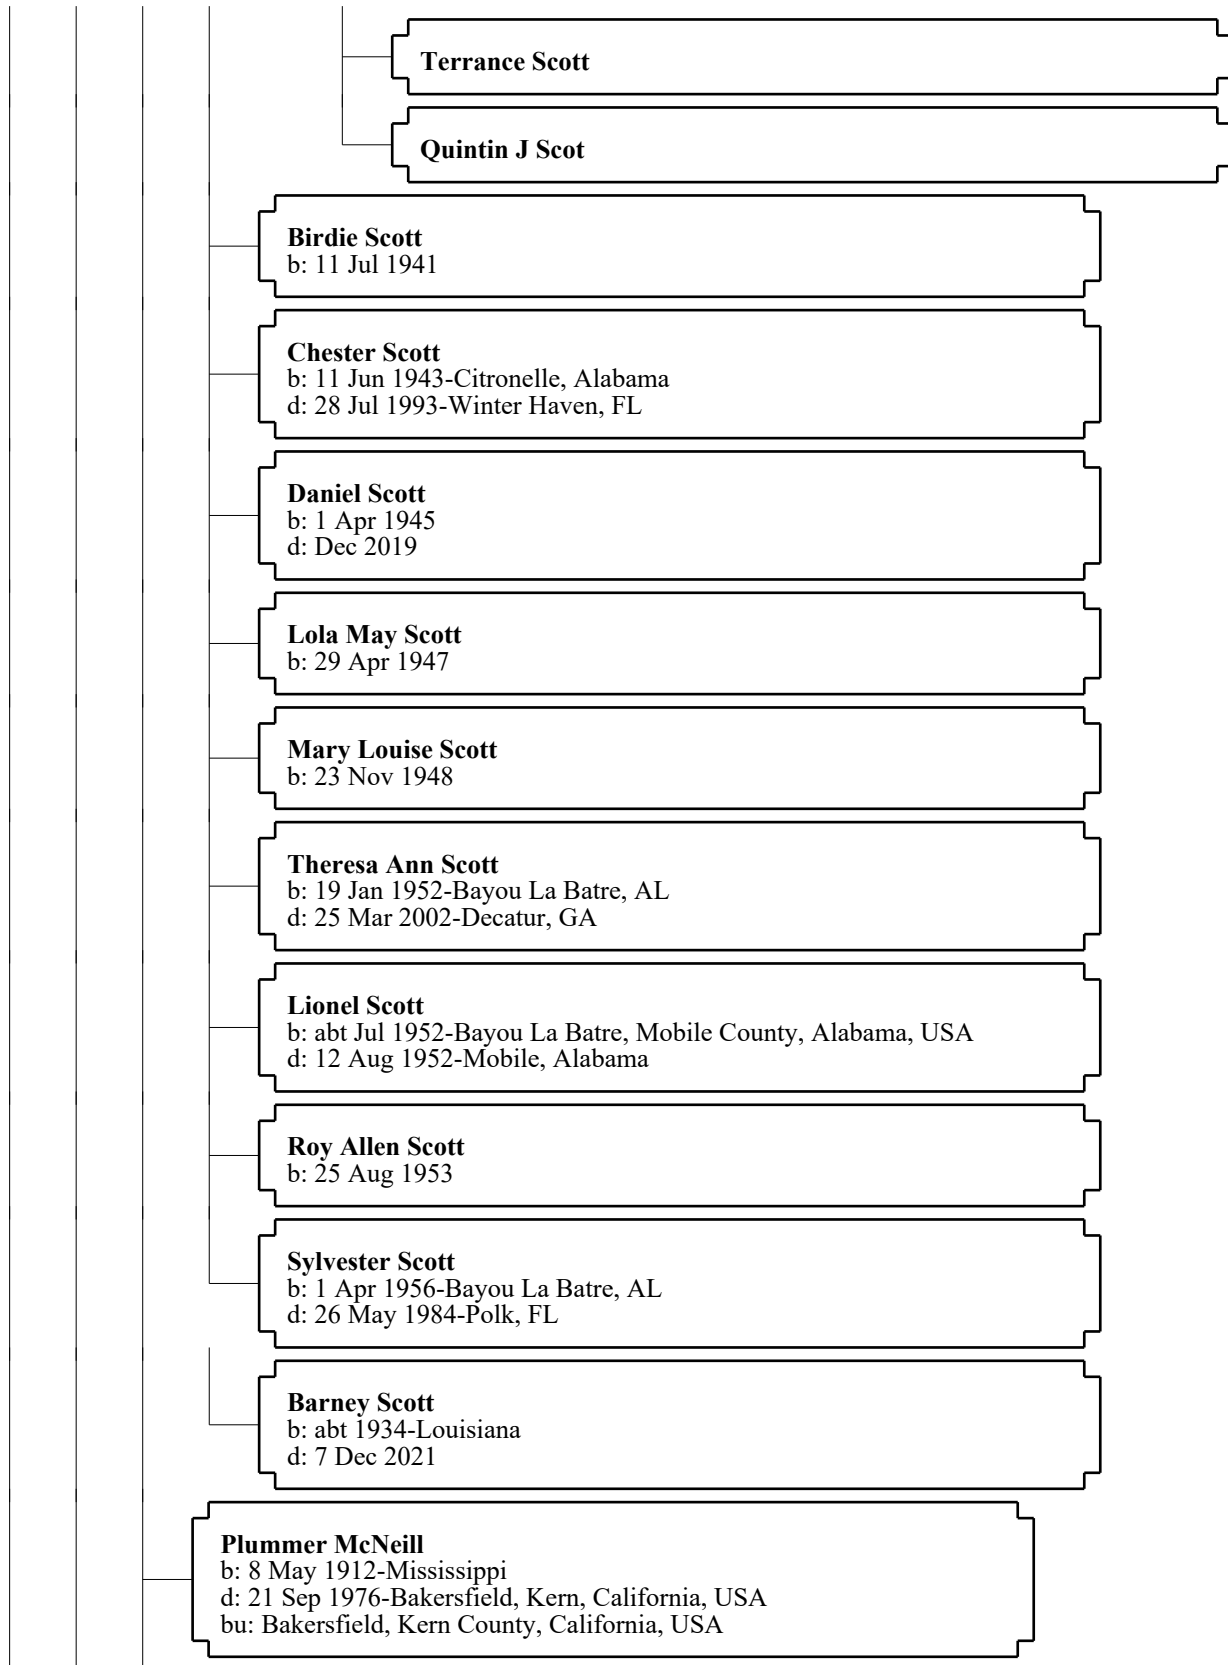 Terrance Scott
Quintin J Scot
Birdie Scott
b: 11 Jul 1941
Chester Scott
b: 11 Jun 1943-Citronelle, Alabama
d: 28 Jul 1993-Winter Haven, FL
Daniel Scott
b: 1 Apr 1945
d: Dec 2019
Lola May Scott
b: 29 Apr 1947
Mary Louise Scott
b: 23 Nov 1948
Theresa Ann Scott
b: 19 Jan 1952-Bayou La Batre, AL
d: 25 Mar 2002-Decatur, GA
Lionel Scott
b: abt Jul 1952-Bayou La Batre, Mobile County, Alabama, USA
d: 12 Aug 1952-Mobile, Alabama
Roy Allen Scott
b: 25 Aug 1953
Sylvester Scott
b: 1 Apr 1956-Bayou La Batre, AL
d: 26 May 1984-Polk, FL
Barney Scott
b: abt 1934-Louisiana
d: 7 Dec 2021
Plummer McNeill
b: 8 May 1912-Mississippi
d: 21 Sep 1976-Bakersfield, Kern, California, USA
bu: Bakersfield, Kern County, California, USA